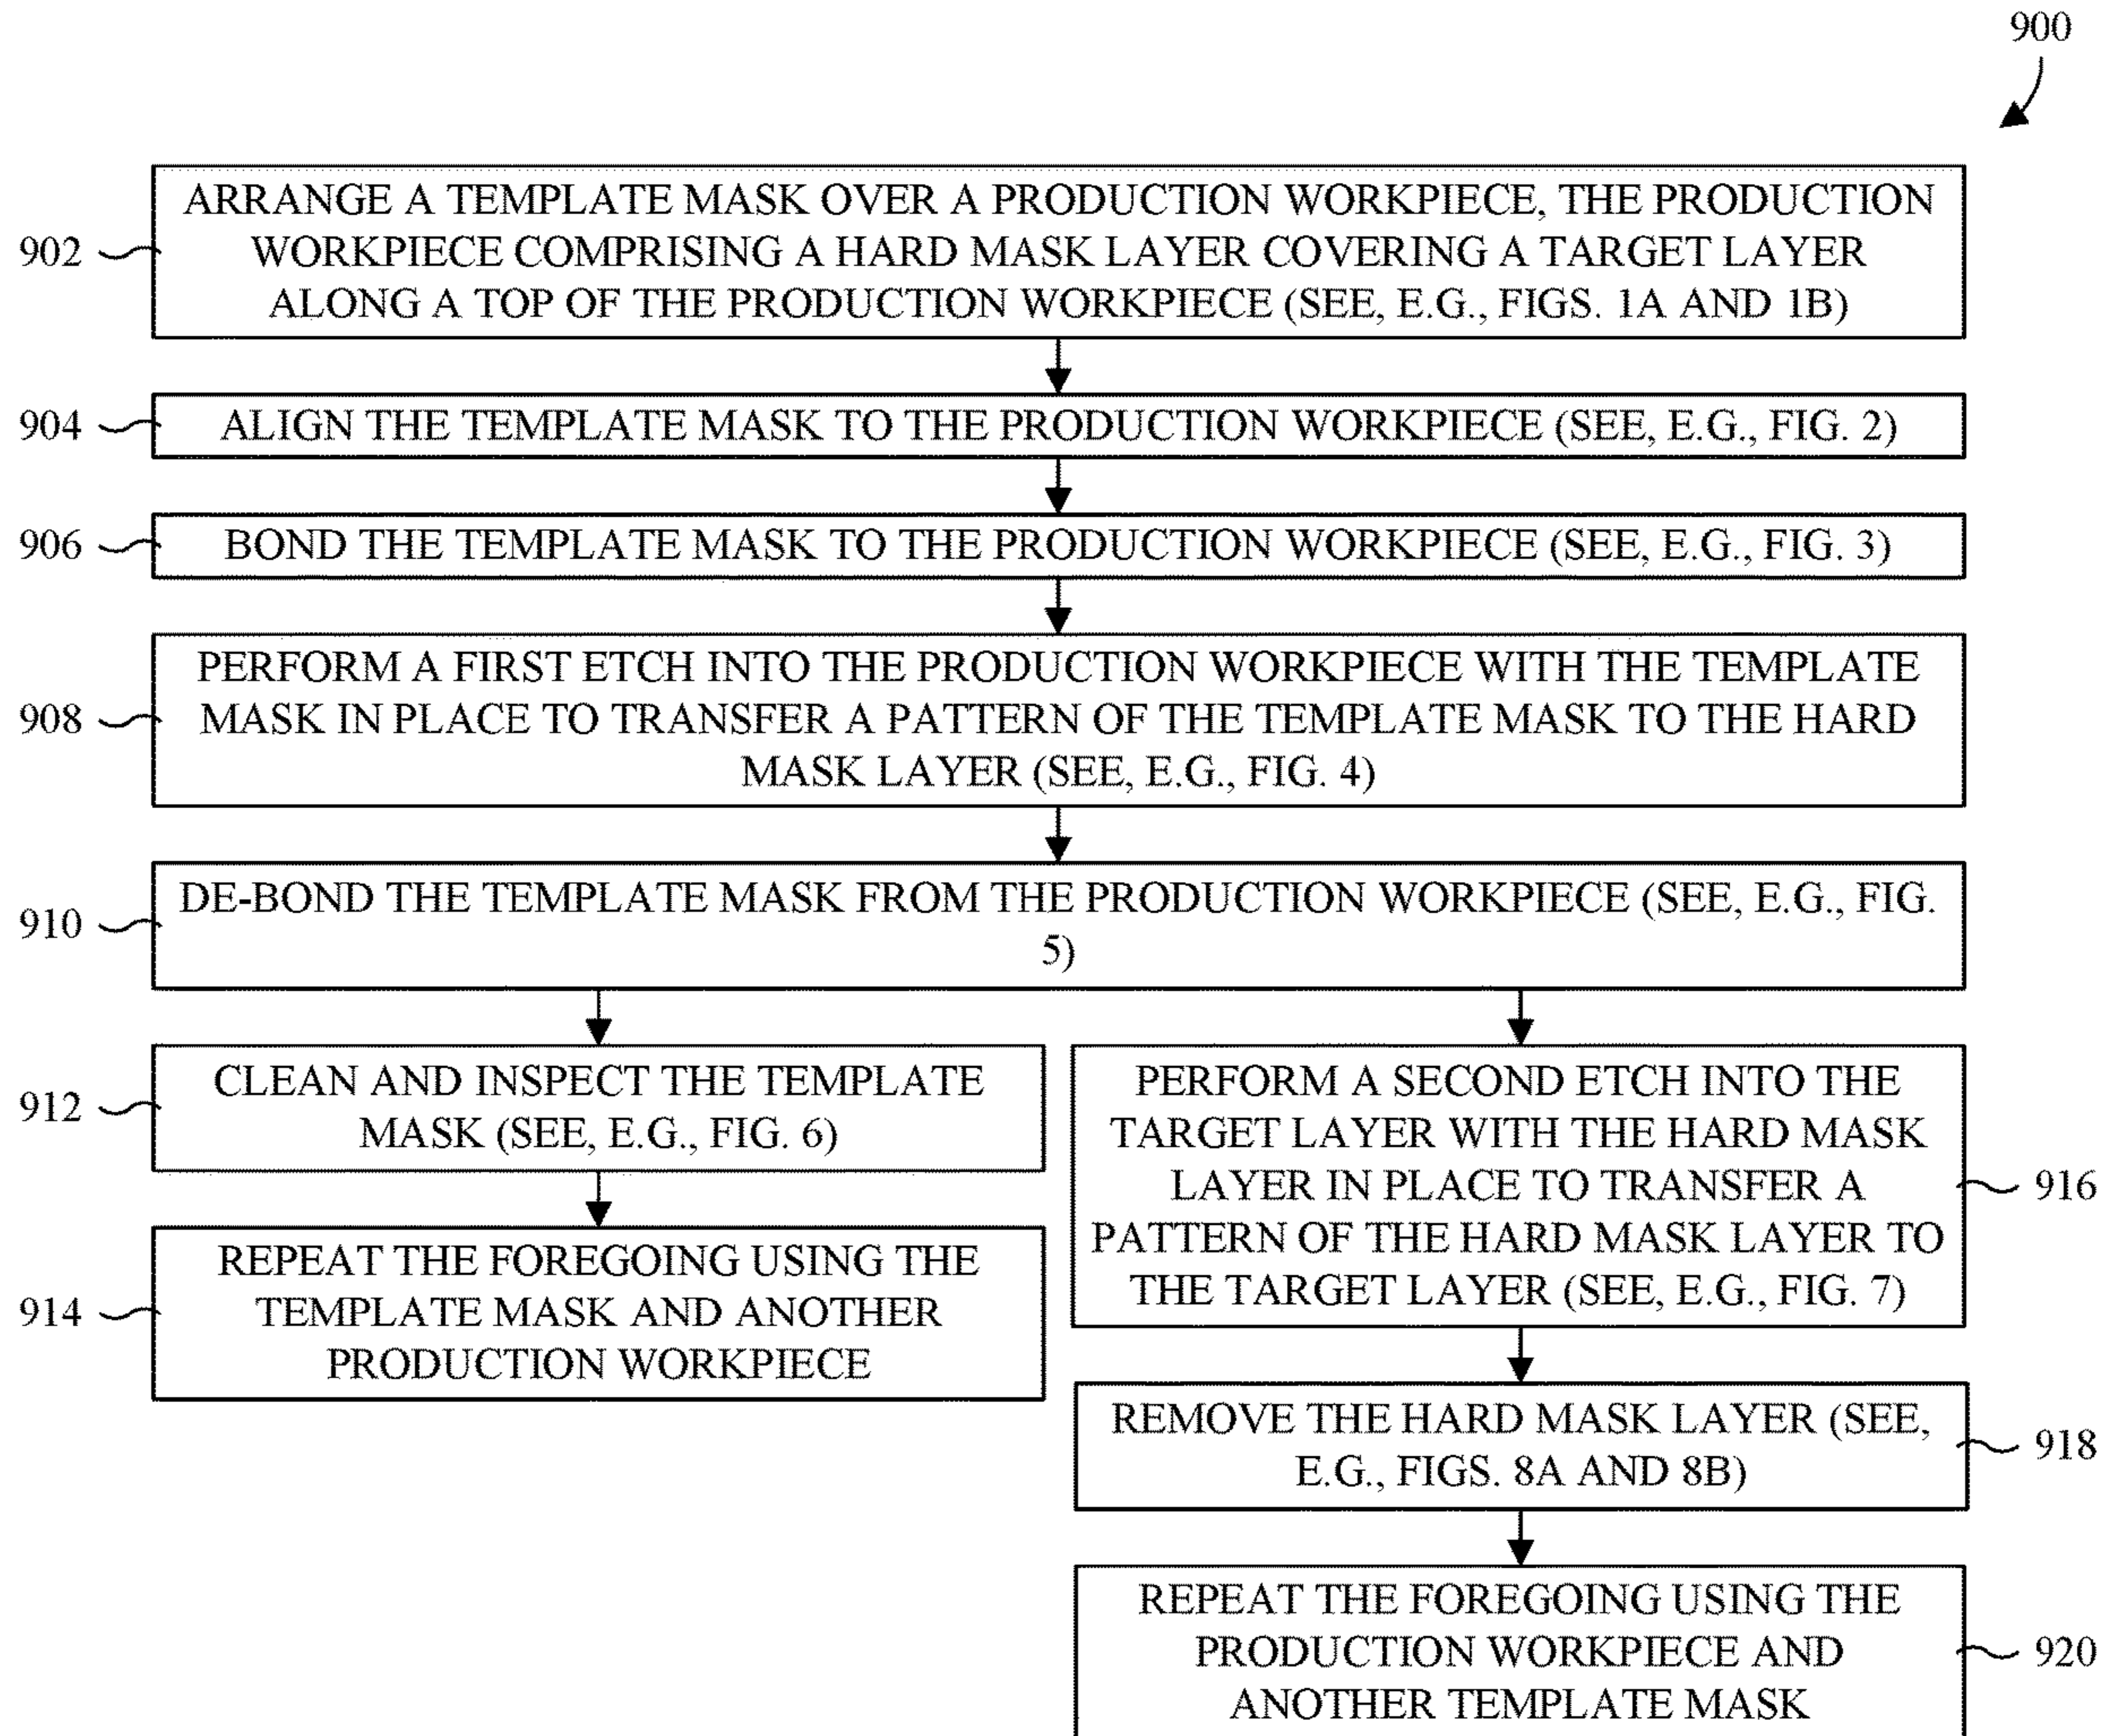 900
902
ARRANGE A TEMPLATE MASK OVER A PRODUCTION WORKPIECE, THE PRODUCTION
WORKPIECE COMPRISING A HARD MASK LAYER COVERING A TARGET LAYER
ALONG A TOP OF THE PRODUCTION WORKPIECE (SEE, E.G., FIGS. 1A AND 1B)
904
ALIGN THE TEMPLATE MASK TO THE PRODUCTION WORKPIECE (SEE, E.G., FIG. 2)
906
BOND THE TEMPLATE MASK TO THE PRODUCTION WORKPIECE (SEE, E.G., FIG. 3)
908
PERFORM A FIRST ETCH INTO THE PRODUCTION WORKPIECE WITH THE TEMPLATE
MASK IN PLACE TO TRANSFER A PATTERN OF THE TEMPLATE MASK TO THE HARD
MASK LAYER (SEE, E.G., FIG. 4)
910
DE-BOND THE TEMPLATE MASK FROM THE PRODUCTION WORKPIECE (SEE, E.G., FIG.
5)
912
CLEAN AND INSPECT THE TEMPLATE
MASK (SEE, E.G., FIG. 6)
914
REPEAT THE FOREGOING USING THE
TEMPLATE MASK AND ANOTHER
PRODUCTION WORKPIECE
PERFORM A SECOND ETCH INTO THE
TARGET LAYER WITH THE HARD MASK
LAYER IN PLACE TO TRANSFER A
PATTERN OF THE HARD MASK LAYER TO
THE TARGET LAYER (SEE, E.G., FIG. 7)
916
REMOVE THE HARD MASK LAYER (SEE,
E.G., FIGS. 8A AND 8B)
918
REPEAT THE FOREGOING USING THE
PRODUCTION WORKPIECE AND
ANOTHER TEMPLATE MASK
920